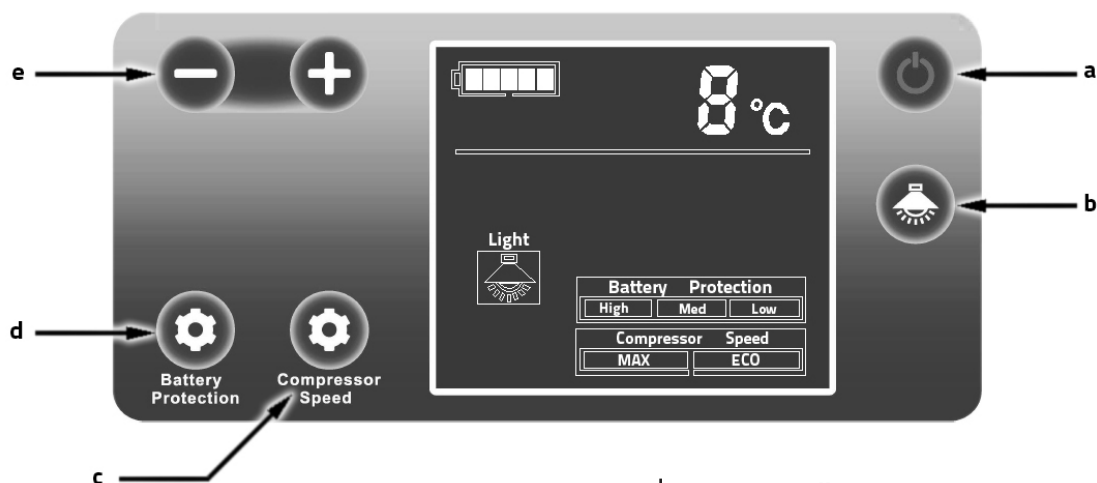 e
a
8 °C
b
Light
Battery Protection
High Med Low
d
Compressor Speed
MAX ECO
Battery
Protection
Compressor
Speed
c